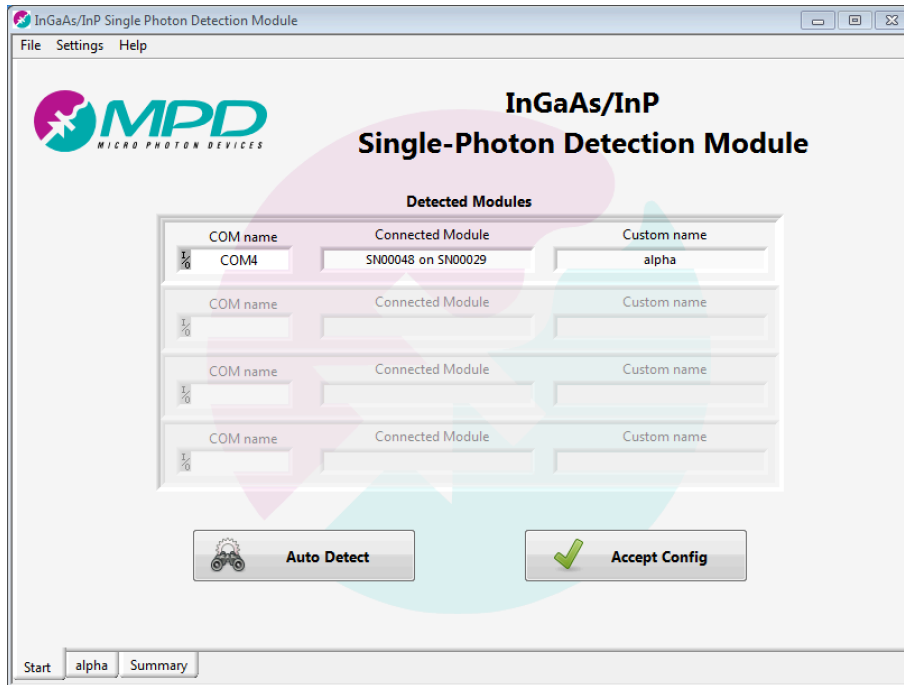 InGaAs/InP Single Photon Detection Module
File Settings Help
MPD
MICRO PHOTON DEVICES
InGaAs/InP
Single-Photon Detection Module
Detected Modules
COM name Connected Module Custom name
I/O COM4 SN00048 on SN00029 alpha
COM name Connected Module Custom name
I/O
COM name Connected Module Custom name
I/O
COM name Connected Module Custom name
I/O
Auto Detect Accept Config
Start alpha Summary